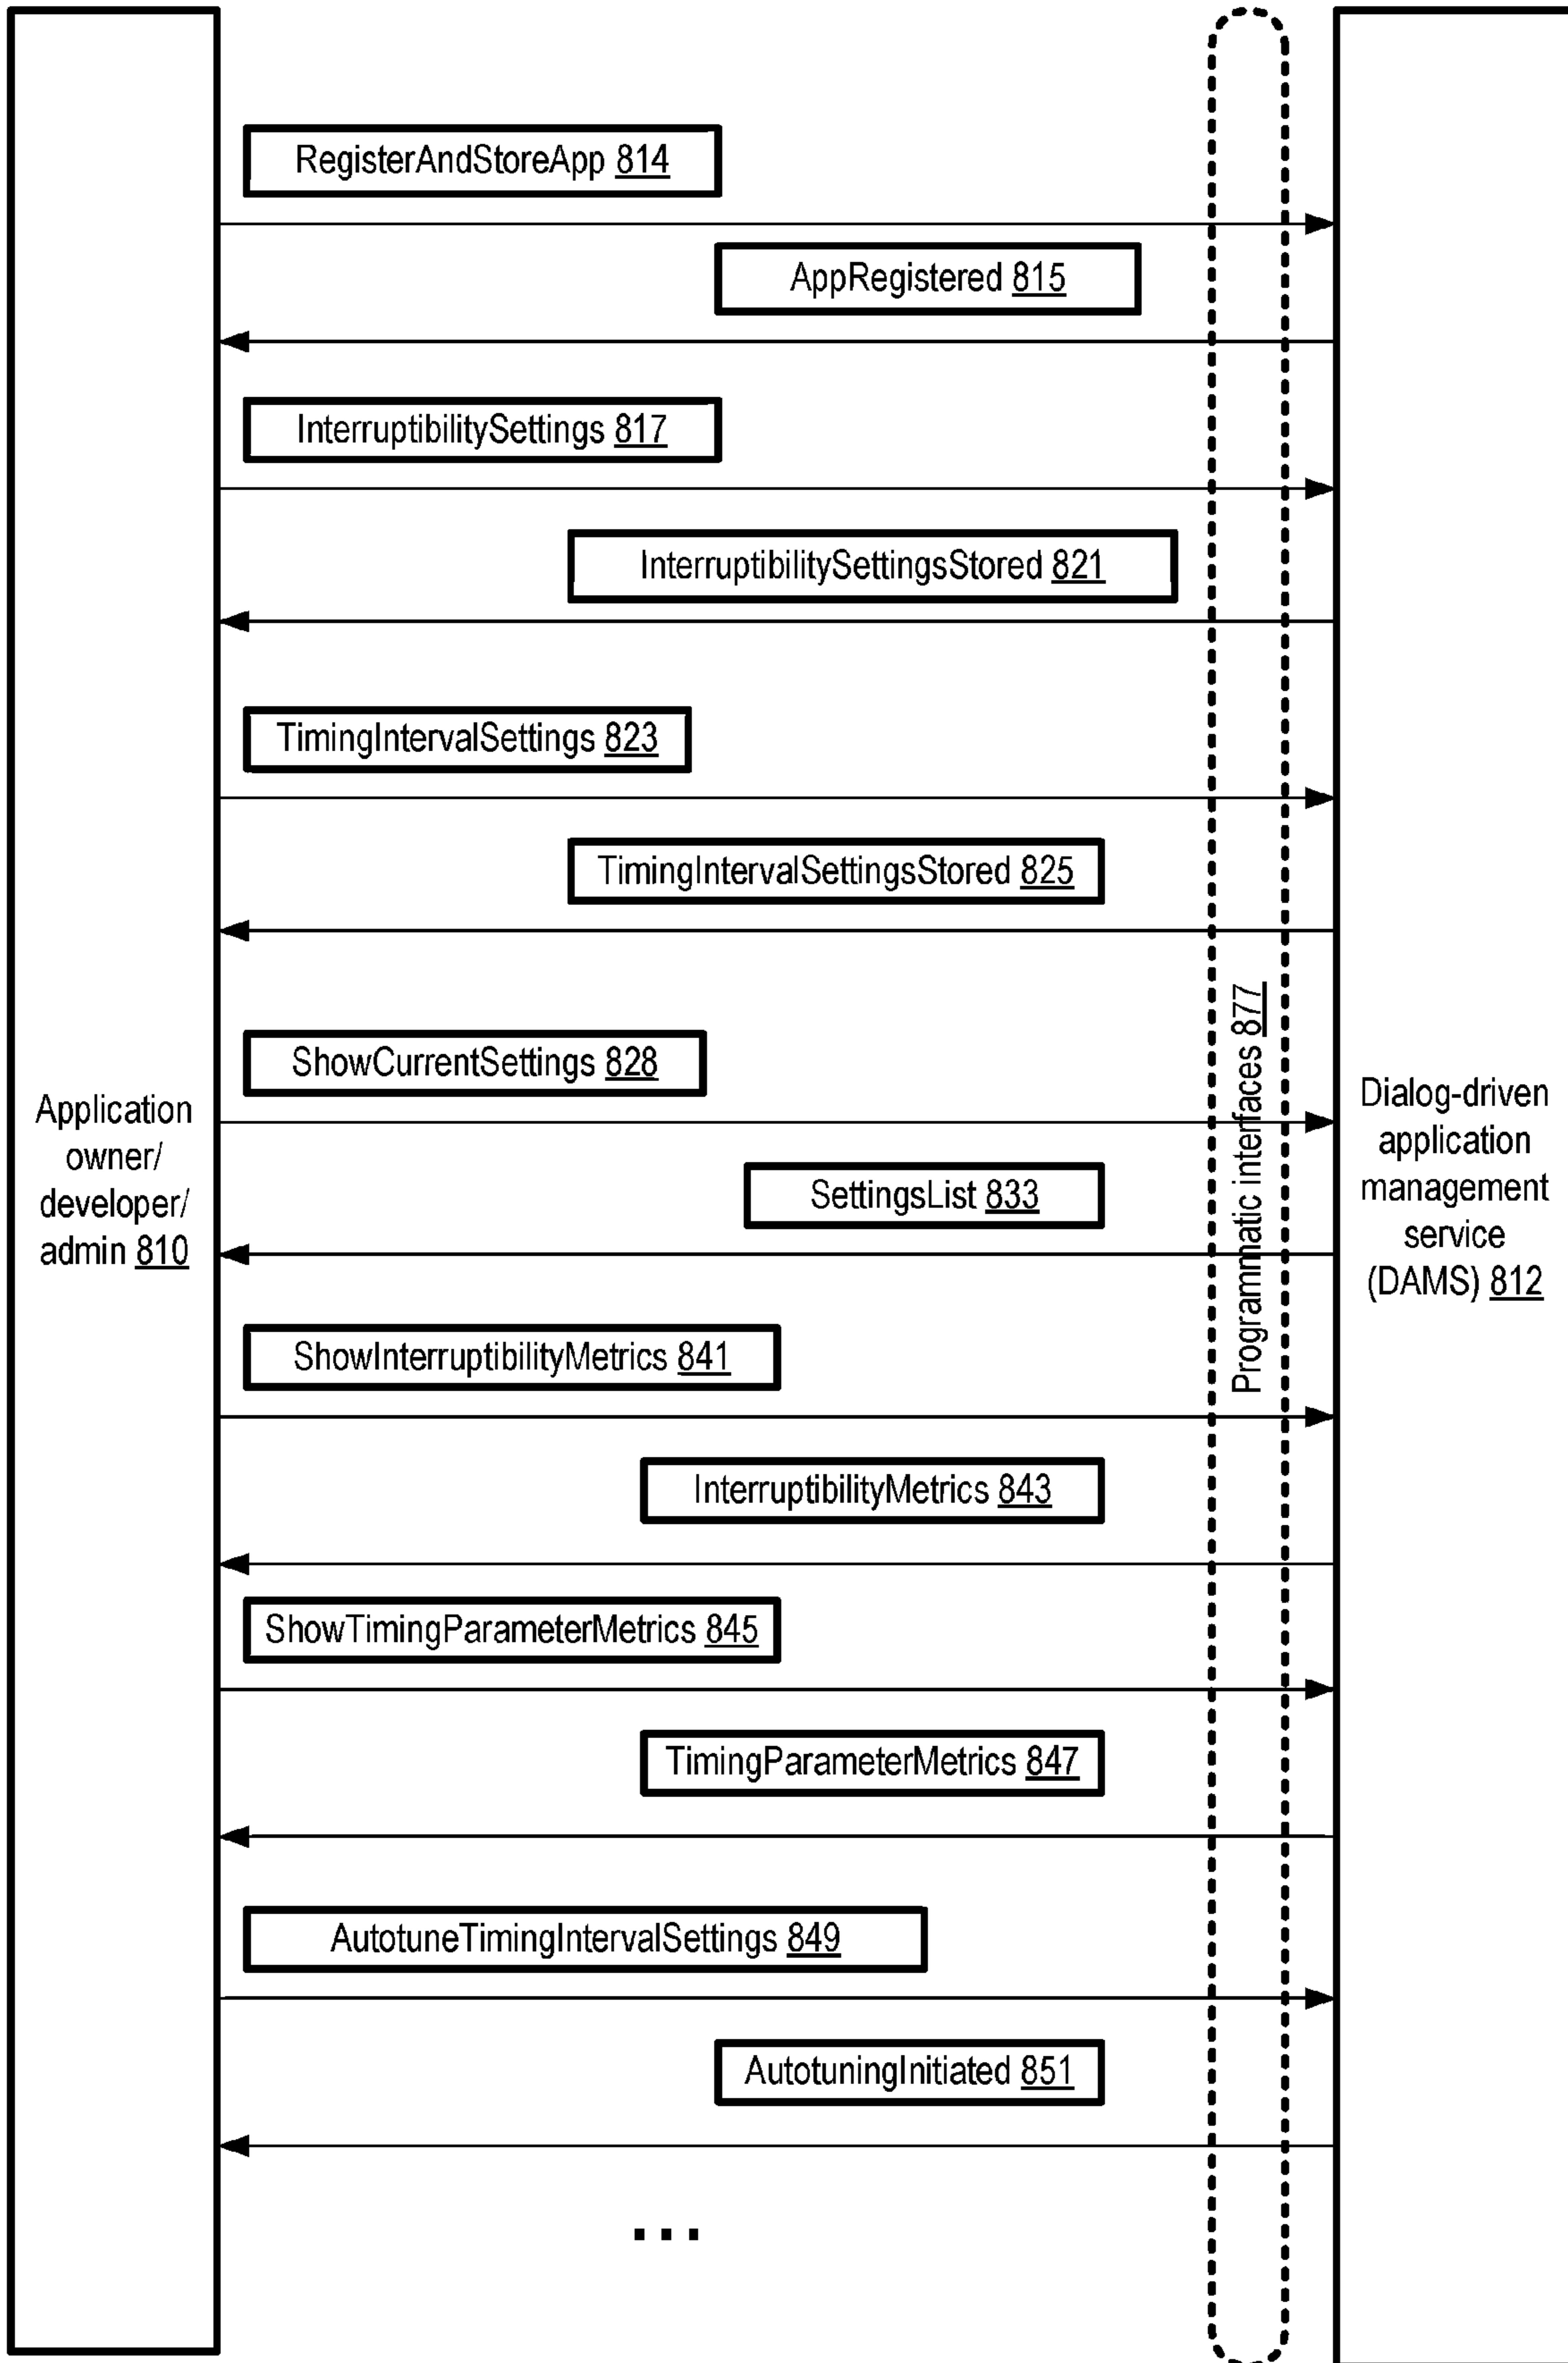 RegisterAndStoreApp 814
AppRegistered 815
InterruptibilitySettings 817
InterruptibilitySettingsStored 821
TimingIntervalSettings 823
TimingIntervalSettingsStored 825
ShowCurrentSettings 828
SettingsList 833
ShowInterruptibilityMetrics 841
InterruptibilityMetrics 843
ShowTimingParameterMetrics 845
TimingParameterMetrics 847
AutotuneTimingIntervalSettings 849
AutotuningInitiated 851
...
Application
owner/
developer/
admin 810
Programmatic interfaces 877
Dialog-driven
application
management
service
(DAMS) 812